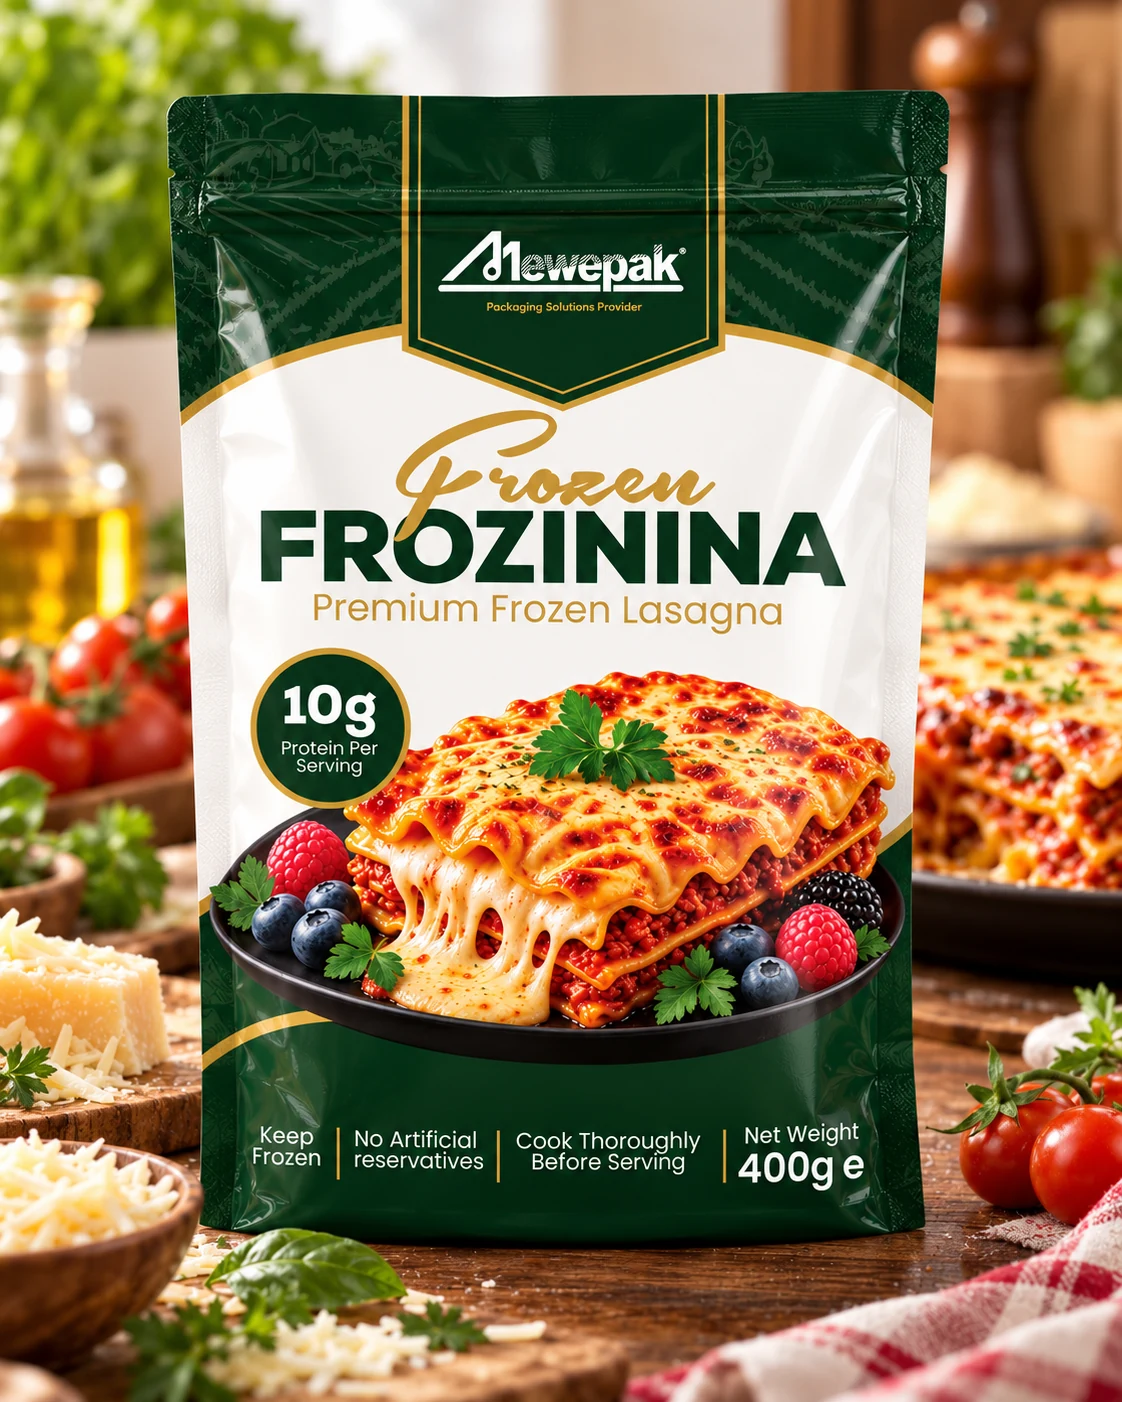 Mewepak®
Packaging Solutions Provider
Frozen
FROZININA
Premium Frozen Lasagna
10g
Protein Per
Serving
Keep
Frozen
No Artificial
reservatives
Cook Thoroughly
Before Serving
Net Weight
400g e